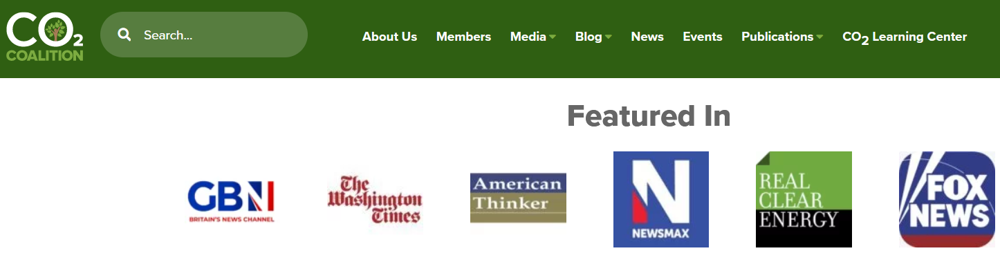 CO2
COALITION
Search...
About Us Members Media Blog News Events Publications CO2 Learning Center
Featured In
GBN
BRITAIN'S NEWS CHANNEL
The
Washington
Times
American
Thinker
N
NEWSMAX
REAL
CLEAR
ENERGY
FOX
NEWS